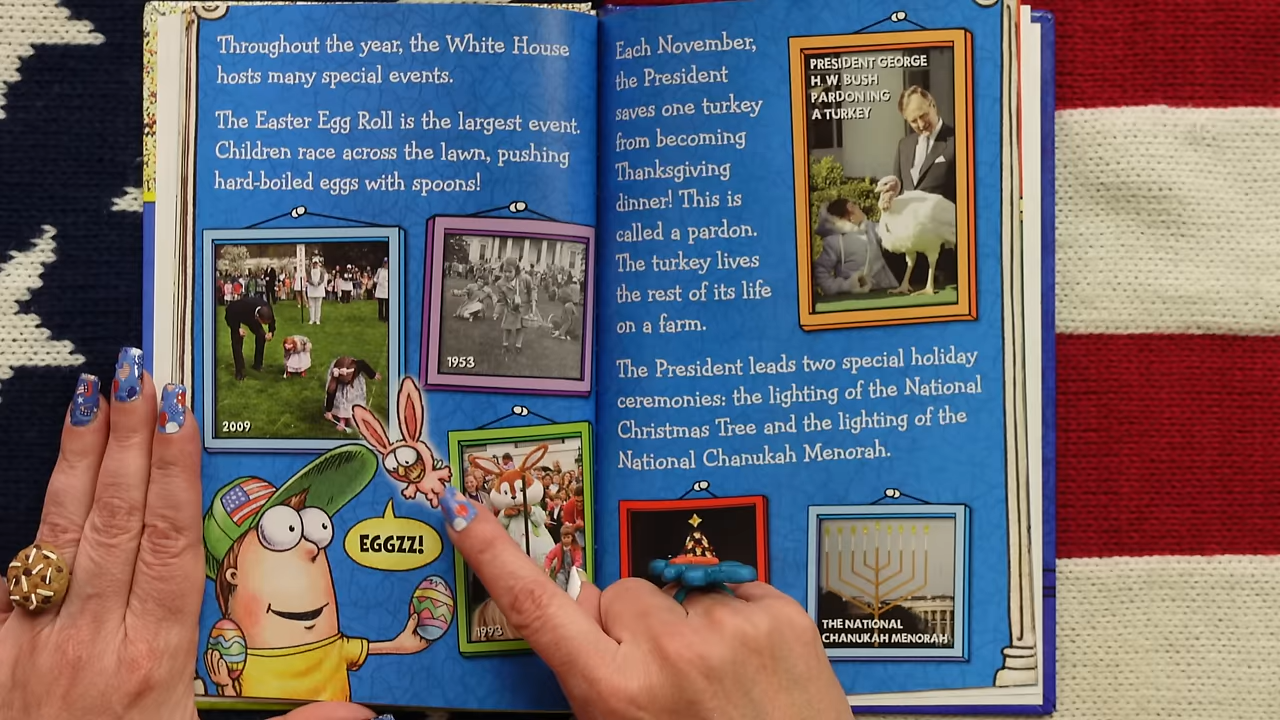 Throughout the year, the White House
hosts many special events.
The Easter Egg Roll is the largest event.
Children race across the lawn, pushing
hard-boiled eggs with spoons!
2009
1953
EGGZZ!
1993
Each November,
the President
saves one turkey
from becoming
Thanksgiving
dinner! This is
called a pardon.
The turkey lives
the rest of its life
on a farm.
PRESIDENT GEORGE
H. W. BUSH
PARDONING
A TURKEY
The President leads two special holiday
ceremonies: the lighting of the National
Christmas Tree and the lighting of the
National Chanukah Menorah.
THE NATIONAL
CHANUKAH MENORAH